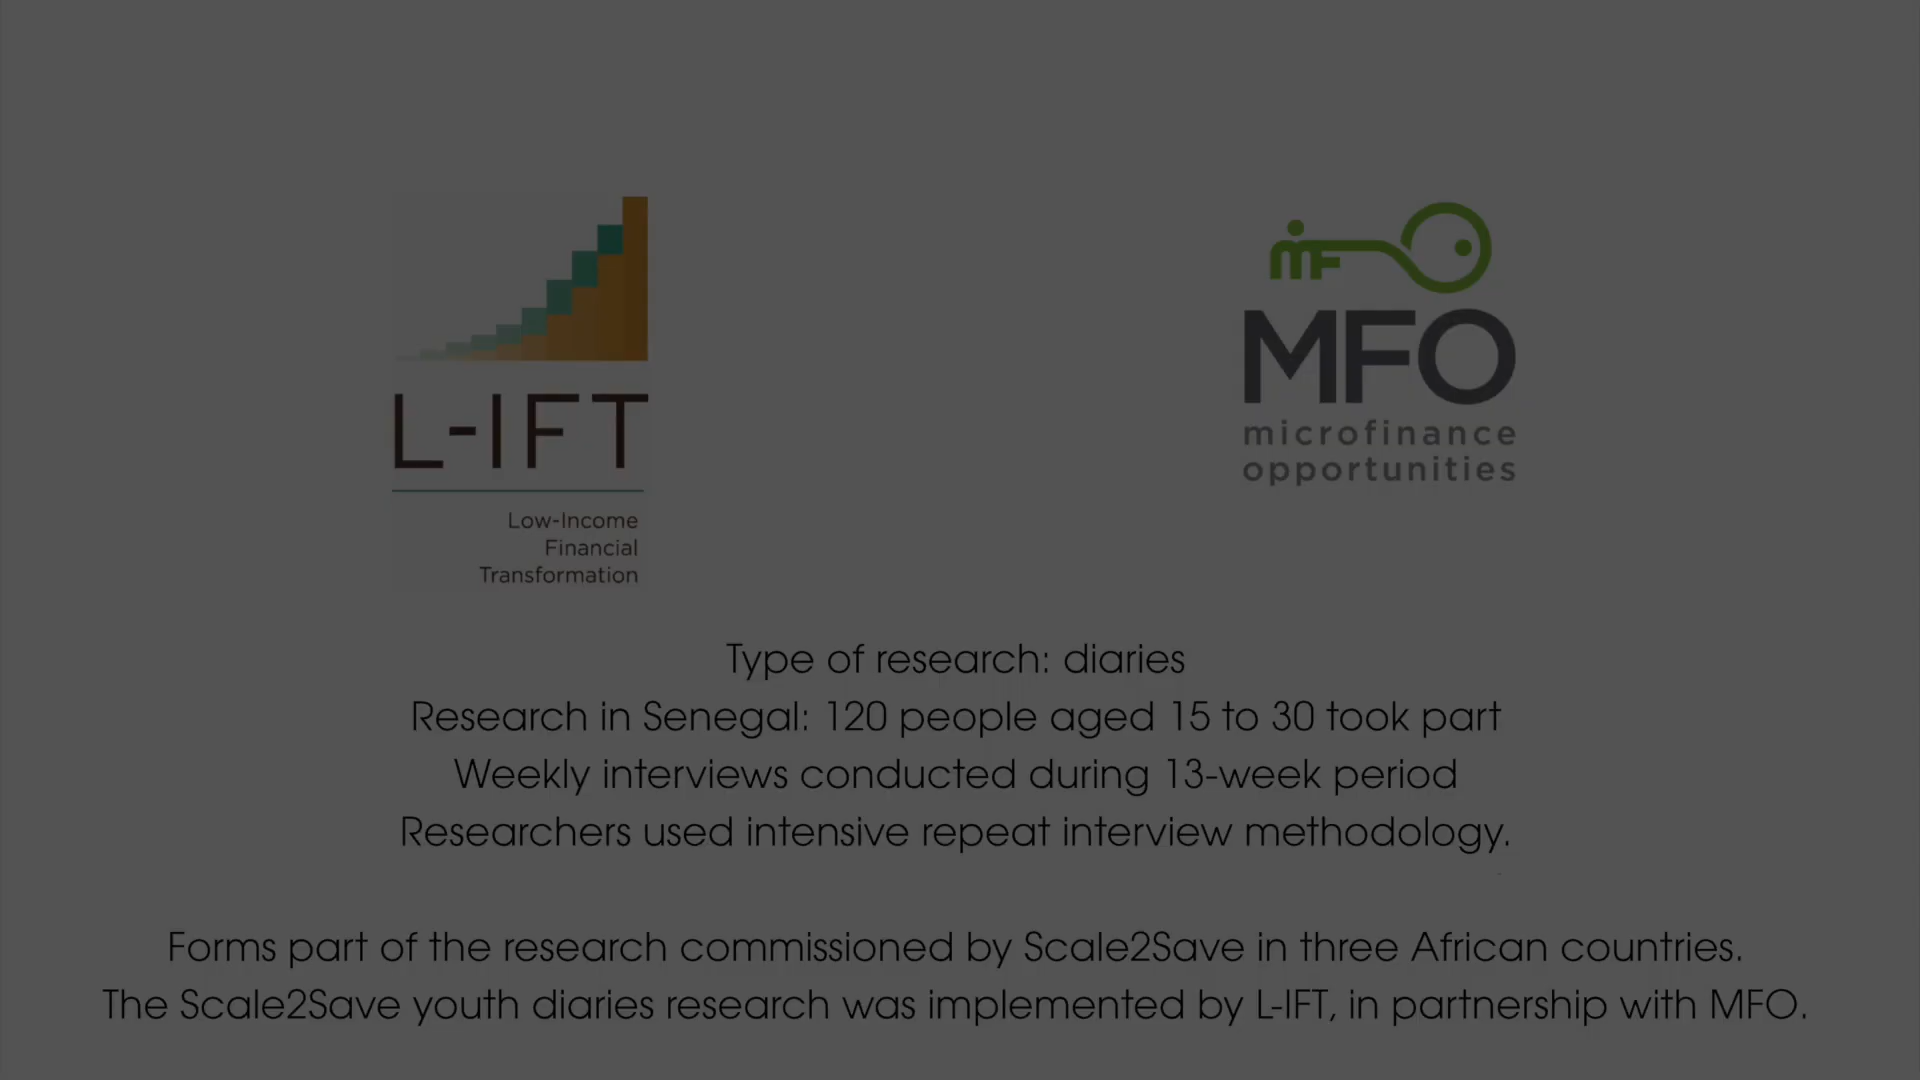 L-IFT
Low-Income
Financial
Transformation
mF
MFO
microfinance
opportunities
Type of research: diaries
Research in Senegal: 120 people aged 15 to 30 took part
Weekly interviews conducted during 13-week period
Researchers used intensive repeat interview methodology.
Forms part of the research commissioned by Scale2Save in three African countries.
The Scale2Save youth diaries research was implemented by L-IFT, in partnership with MFO.